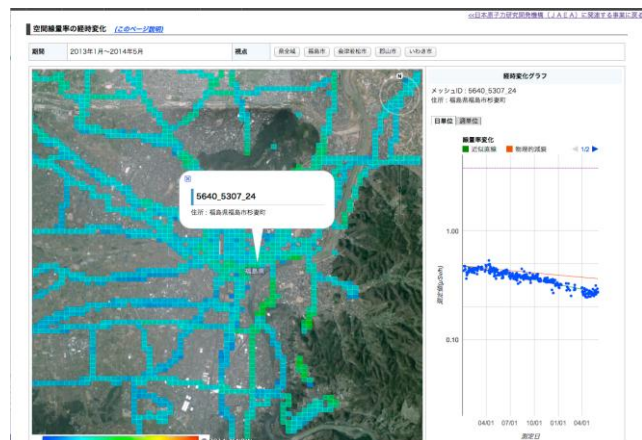 <<日本原子力研究開発機構(JAEA)に関連する事業に戻る
空間線量率の経時変化 (このページ説明)
期間 2013年1月～2014年5月 視点 県全域 福島市 会津若松市 郡山市 いわき市
経時変化グラフ
メッシュID : 5640_5307_24
住所 : 福島県福島市杉妻町
日単位 週単位
線量率変化
近似直線 物理的減衰 1/2
5640_5307_24
住所 : 福島県福島市杉妻町
福島県
N
1.00
0.10
測定値(μSv/h)
04/01 07/01 10/01 01/01 04/01
測定日